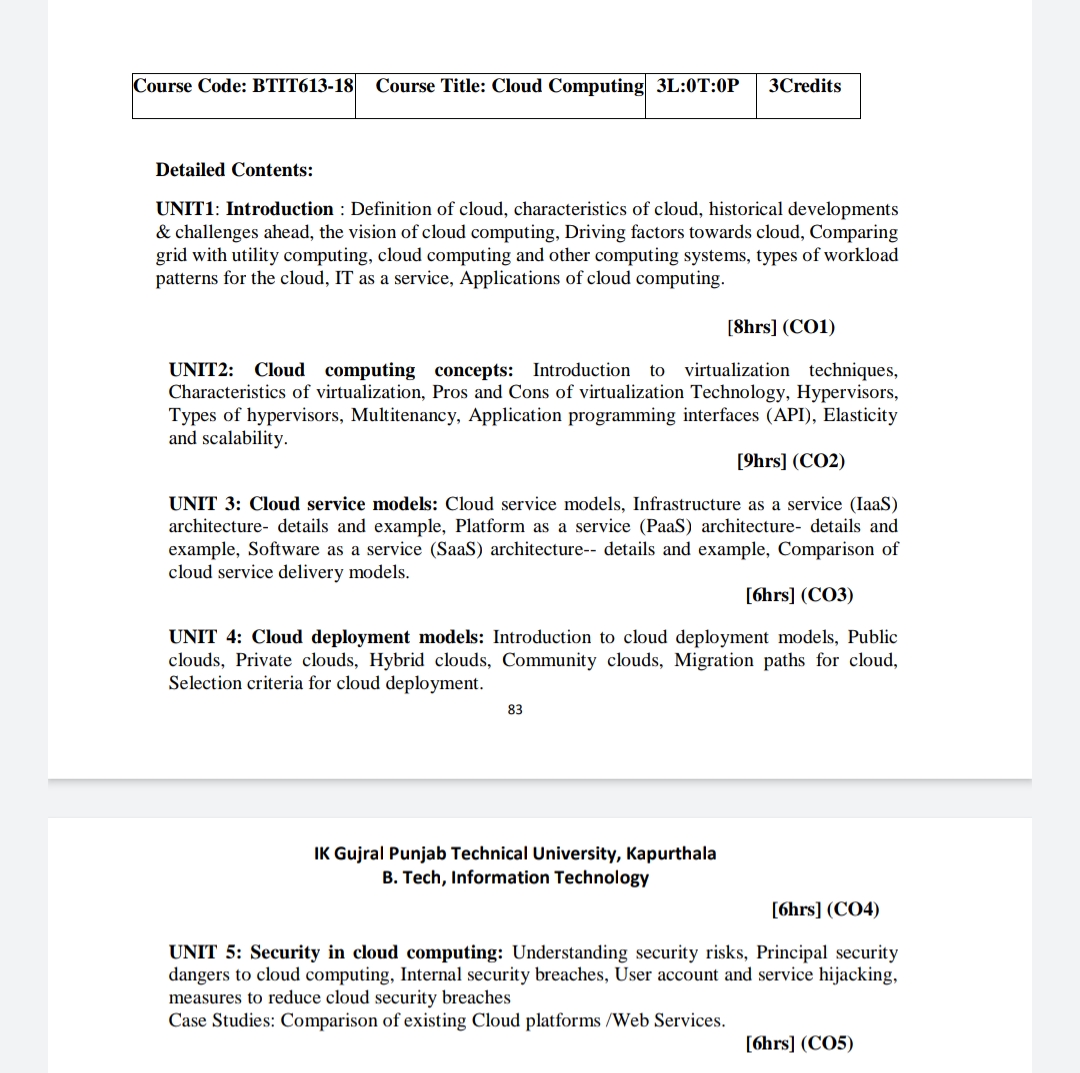 Course Code: BTIT613-18 Course Title: Cloud Computing 3L:0T:0P 3Credits
Detailed Contents:
UNIT1: Introduction : Definition of cloud, characteristics of cloud, historical developments
& challenges ahead, the vision of cloud computing, Driving factors towards cloud, Comparing
grid with utility computing, cloud computing and other computing systems, types of workload
patterns for the cloud, IT as a service, Applications of cloud computing.
[8hrs] (CO1)
UNIT2: Cloud computing concepts: Introduction to virtualization techniques,
Characteristics of virtualization, Pros and Cons of virtualization Technology, Hypervisors,
Types of hypervisors, Multitenancy, Application programming interfaces (API), Elasticity
and scalability.
[9hrs] (CO2)
UNIT 3: Cloud service models: Cloud service models, Infrastructure as a service (IaaS)
architecture- details and example, Platform as a service (PaaS) architecture- details and
example, Software as a service (SaaS) architecture-- details and example, Comparison of
cloud service delivery models.
[6hrs] (CO3)
UNIT 4: Cloud deployment models: Introduction to cloud deployment models, Public
clouds, Private clouds, Hybrid clouds, Community clouds, Migration paths for cloud,
Selection criteria for cloud deployment.
83
IK Gujral Punjab Technical University, Kapurthala
B. Tech, Information Technology
[6hrs] (CO4)
UNIT 5: Security in cloud computing: Understanding security risks, Principal security
dangers to cloud computing, Internal security breaches, User account and service hijacking,
measures to reduce cloud security breaches
Case Studies: Comparison of existing Cloud platforms /Web Services.
[6hrs] (CO5)